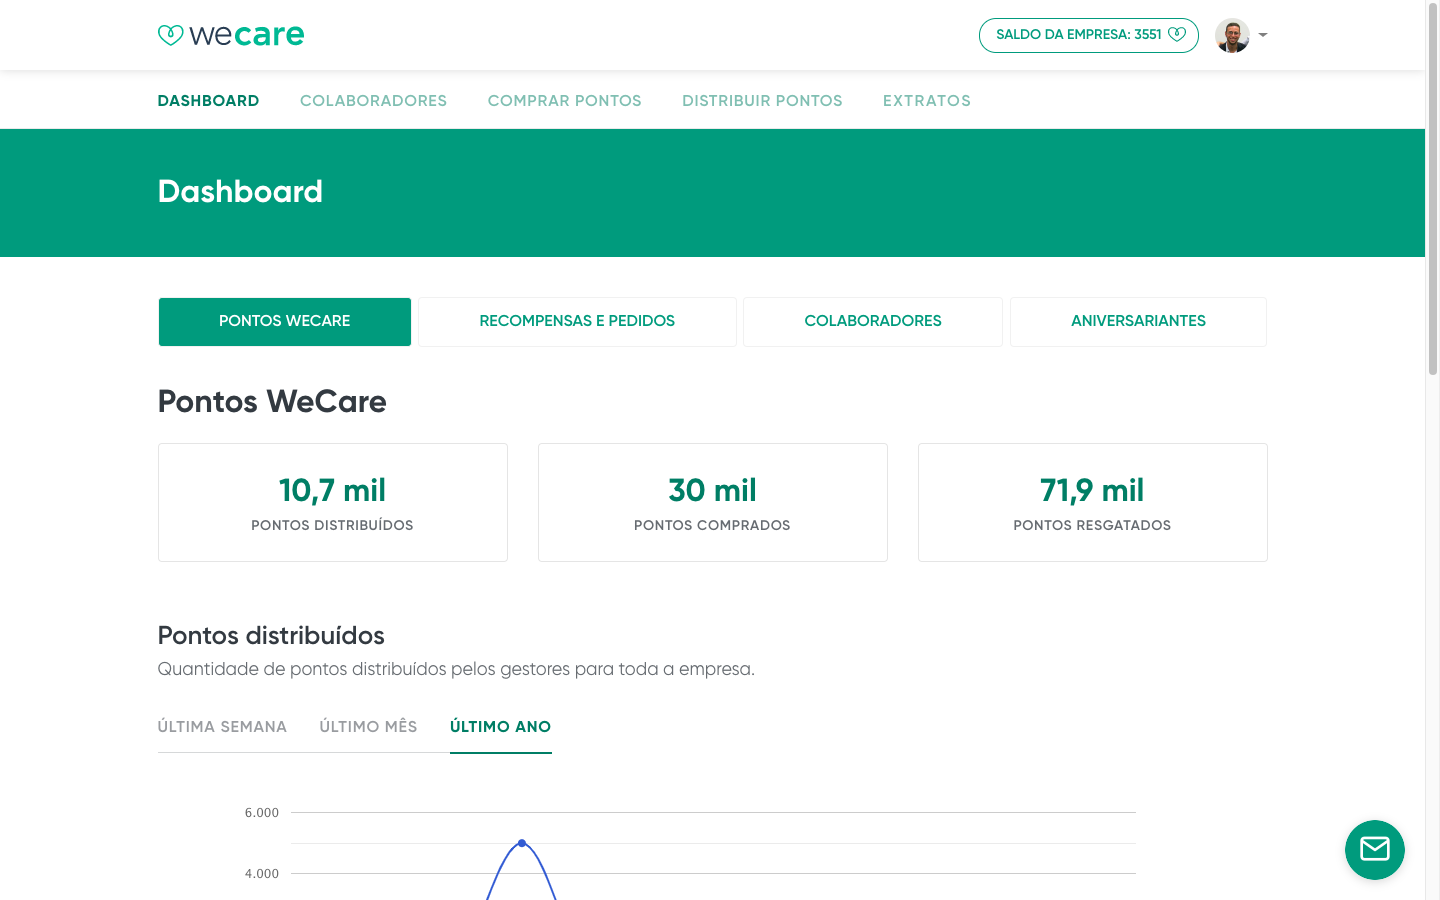 wecare
SALDO DA EMPRESA: 3551
DASHBOARD
COLABORADORES
COMPRAR PONTOS
DISTRIBUIR PONTOS
EXTRATOS
Dashboard
PONTOS WECARE
RECOMPENSAS E PEDIDOS
COLABORADORES
ANIVERSARIANTES
Pontos WeCare
10,7 mil
PONTOS DISTRIBUÍDOS
30 mil
PONTOS COMPRADOS
71,9 mil
PONTOS RESGATADOS
Pontos distribuídos
Quantidade de pontos distribuídos pelos gestores para toda a empresa.
ÚLTIMA SEMANA
ÚLTIMO MÊS
ÚLTIMO ANO
6.000
4.000